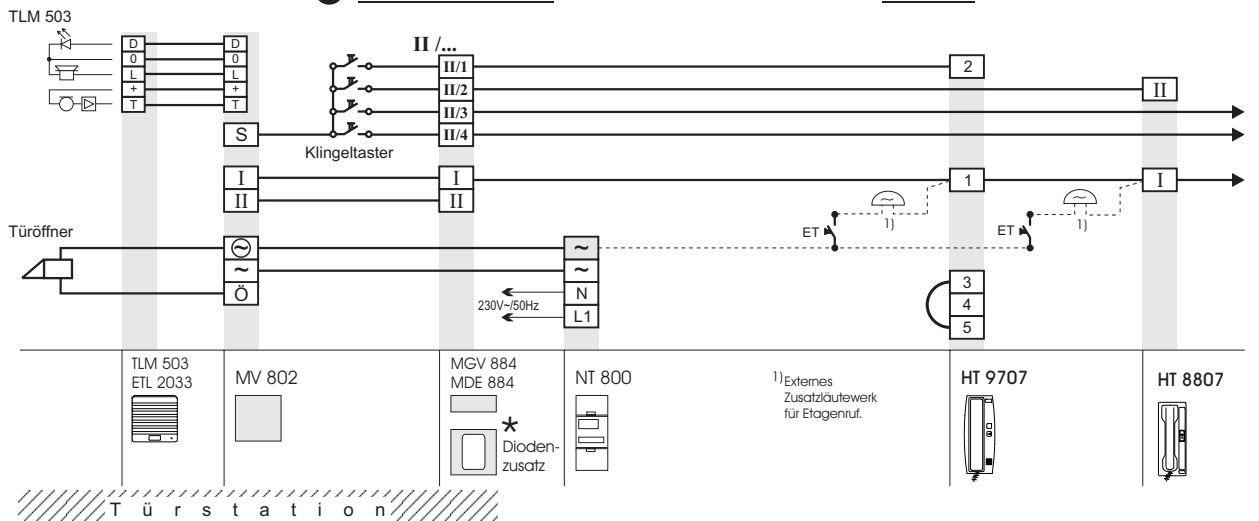 TLM 503
D D
0 0
L L
+ +
T T
II /...
II/1
II/2
II/3
II/4
2
II
S
Klingeltaster
I I 1 I
II II
1) 1)
ET ET
Türöffner
~ ~
~ ~
Ö N
230V~/50Hz
L1
3
4
5
TLM 503
ETL 2033
MV 802
MGV 884
MDE 884
*
Dioden-
zusatz
NT 800
1) Externes
Zusatzläutewerk
für Etagenruf.
HT 9707
HT 8807
Türstation